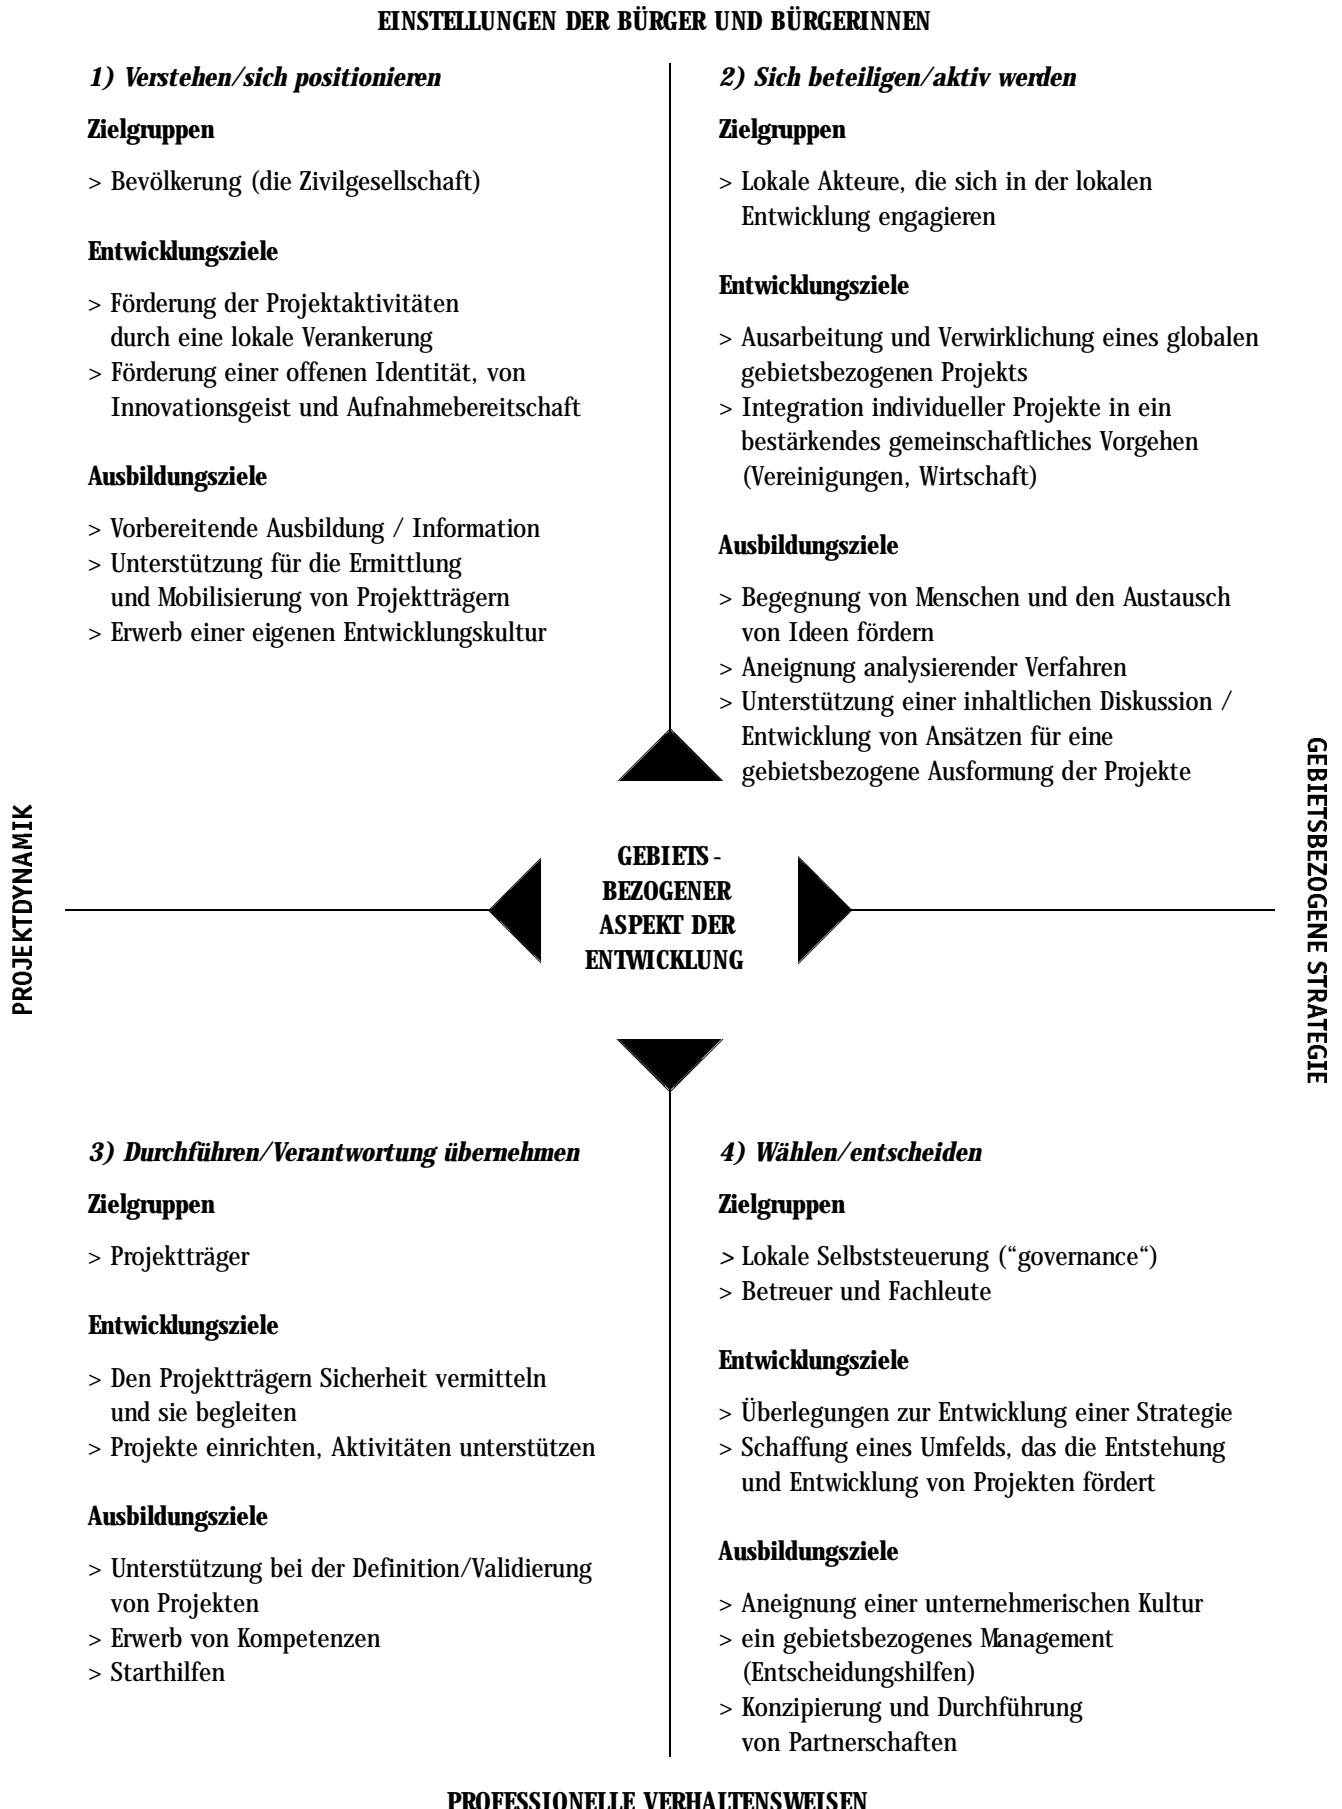 EINSTELLUNGEN DER BÜRGER UND BÜRGERINNEN
1) Verstehen/sich positionieren
Zielgruppen
> Bevölkerung (die Zivilgesellschaft)
Entwicklungsziele
> Förderung der Projektaktivitäten
durch eine lokale Verankerung
> Förderung einer offenen Identität, von
Innovationsgeist und Aufnahmebereitschaft
Ausbildungsziele
> Vorbereitende Ausbildung / Information
> Unterstützung für die Ermittlung
und Mobilisierung von Projektträgern
> Erwerb einer eigenen Entwicklungskultur
2) Sich beteiligen/aktiv werden
Zielgruppen
> Lokale Akteure, die sich in der lokalen
Entwicklung engagieren
Entwicklungsziele
> Ausarbeitung und Verwirklichung eines globalen
gebietsbezogenen Projekts
> Integration individueller Projekte in ein
bestärkendes gemeinschaftliches Vorgehen
(Vereinigungen, Wirtschaft)
Ausbildungsziele
> Begegnung von Menschen und den Austausch
von Ideen fördern
> Aneignung analysierender Verfahren
> Unterstützung einer inhaltlichen Diskussion /
Entwicklung von Ansätzen für eine
gebietsbezogene Ausformung der Projekte
PROJEKTDYNAMIK
GEBIETS-
BEZOGENER
ASPEKT DER
ENTWICKLUNG
GEBIETSBEZOGENE STRATEGIE
3) Durchführen/Verantwortung übernehmen
Zielgruppen
> Projektträger
Entwicklungsziele
> Den Projektträgern Sicherheit vermitteln
und sie begleiten
> Projekte einrichten, Aktivitäten unterstützen
Ausbildungsziele
> Unterstützung bei der Definition/Validierung
von Projekten
> Erwerb von Kompetenzen
> Starthilfen
4) Wählen/entscheiden
Zielgruppen
> Lokale Selbststeuerung (“governance“)
> Betreuer und Fachleute
Entwicklungsziele
> Überlegungen zur Entwicklung einer Strategie
> Schaffung eines Umfelds, das die Entstehung
und Entwicklung von Projekten fördert
Ausbildungsziele
> Aneignung einer unternehmerischen Kultur
> ein gebietsbezogenes Management
(Entscheidungshilfen)
> Konzipierung und Durchführung
von Partnerschaften
PROFESSIONELLE VERHALTENSWEISEN